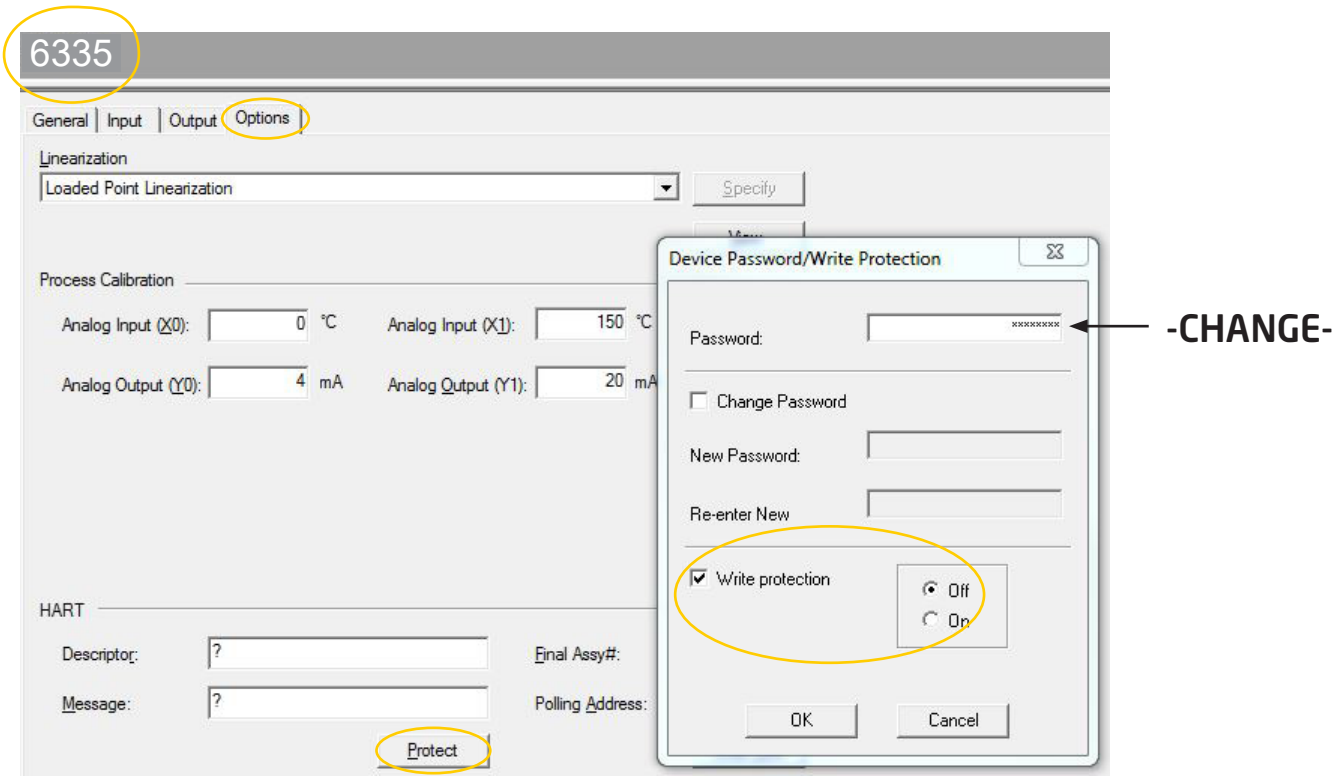 6335
General Input Output Options
Linearization
Loaded Point Linearization Specify
View
Process Calibration
Analog Input (X0): 0 °C Analog Input (X1): 150 °C
Analog Output (Y0): 4 mA Analog Output (Y1): 20 mA
HART
Descriptor: ? Final Assy#:
Message: ? Polling Address:
Protect
Device Password/Write Protection
Password: ******** -CHANGE-
Change Password
New Password:
Re-enter New
Write protection Off
On
OK Cancel